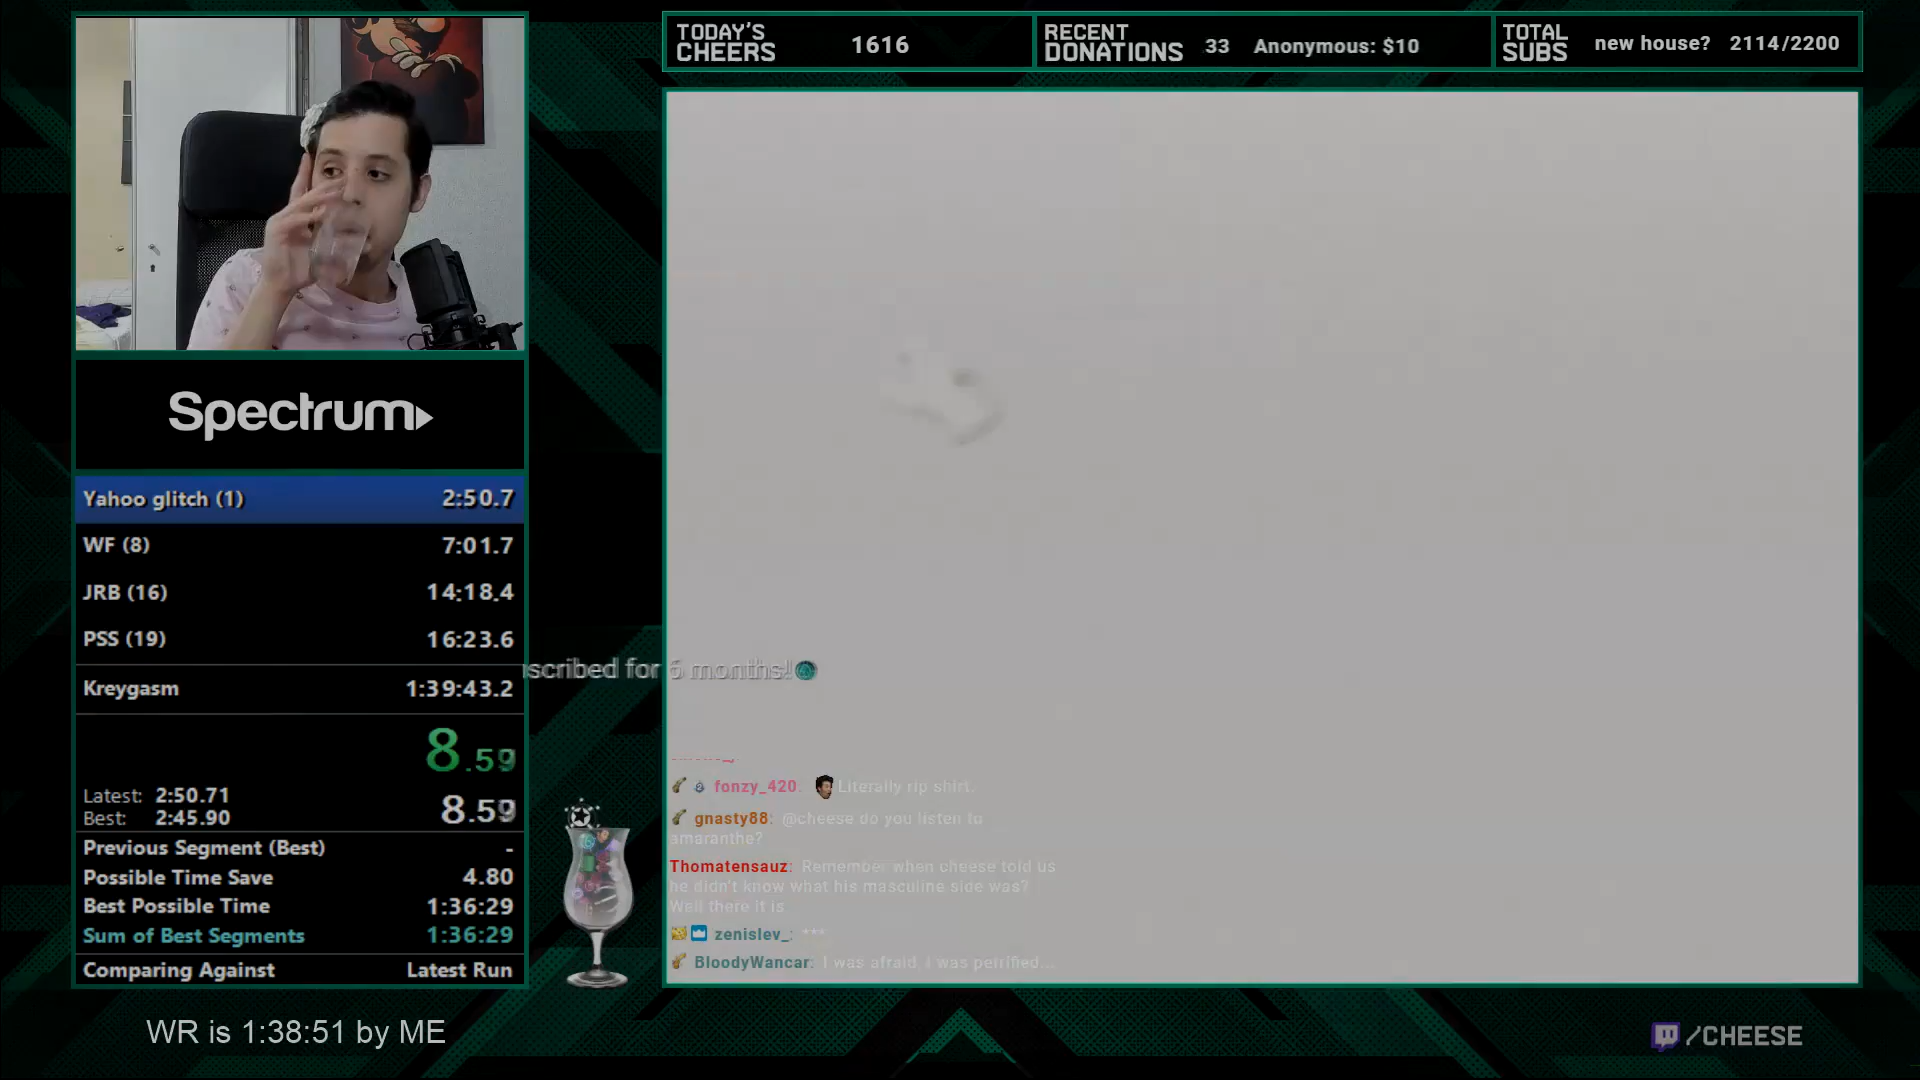 TODAY'S CHEERS 1616
RECENT DONATIONS 33 Anonymous: $10
TOTAL SUBS new house? 2114/2200
Spectrum
Yahoo glitch (1) 2:50.7
WF (8) 7:01.7
JRB (16) 14:18.4
PSS (19) 16:23.6
Kreygasm 1:39:43.2
8.59
Latest: 2:50.71
Best: 2:45.90
8.59
Previous Segment (Best) -
Possible Time Save 4.80
Best Possible Time 1:36:29
Sum of Best Segments 1:36:29
Comparing Against Latest Run
WR is 1:38:51 by ME
scribed for 6 months!
fonzy_420: Literally rip shirt.
gnasty88: @cheese do you listen to
amaranthe?
Thomatensauz: Remember when cheese told us
he didn't know what his masculine side was?
Well there it is
zenislev_: ***
BloodyWancar: I was afraid, I was petrified...
/CHEESE